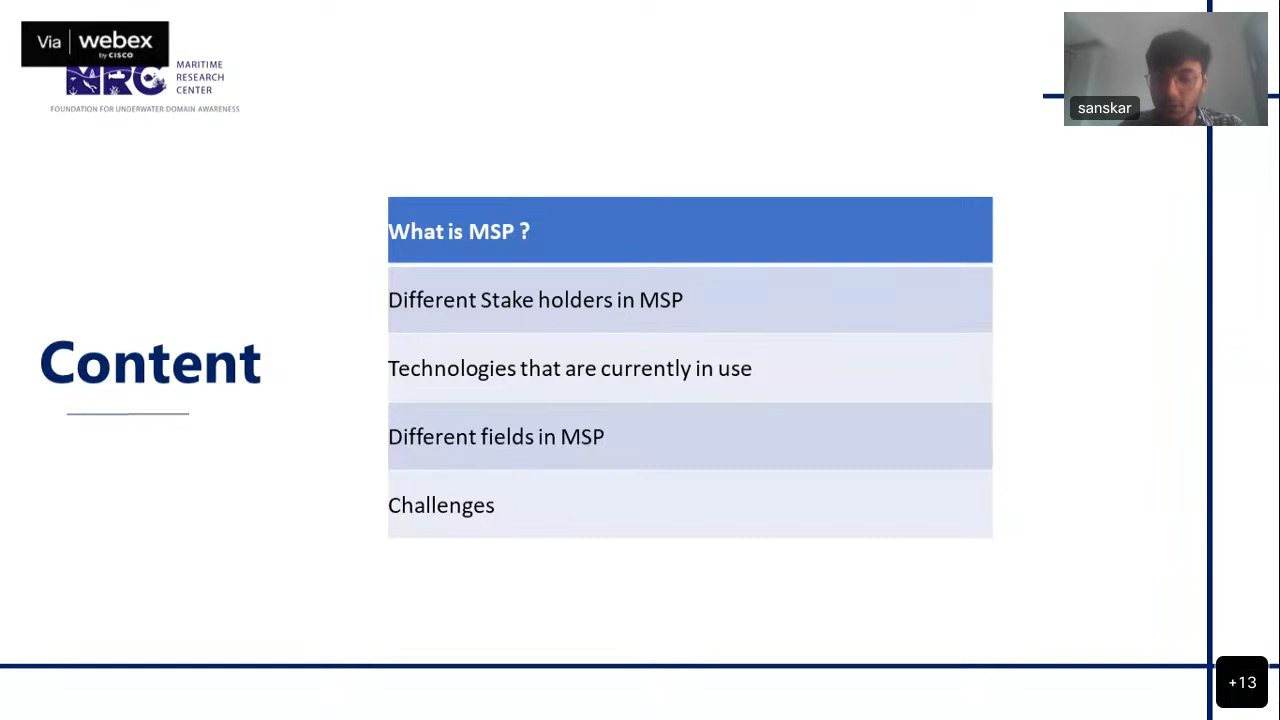 Via webex
by CISCO
MRC
MARITIME
RESEARCH
CENTER
FOUNDATION FOR UNDERWATER DOMAIN AWARENESS
sanskar
Content
What is MSP ?
Different Stake holders in MSP
Technologies that are currently in use
Different fields in MSP
Challenges
+13